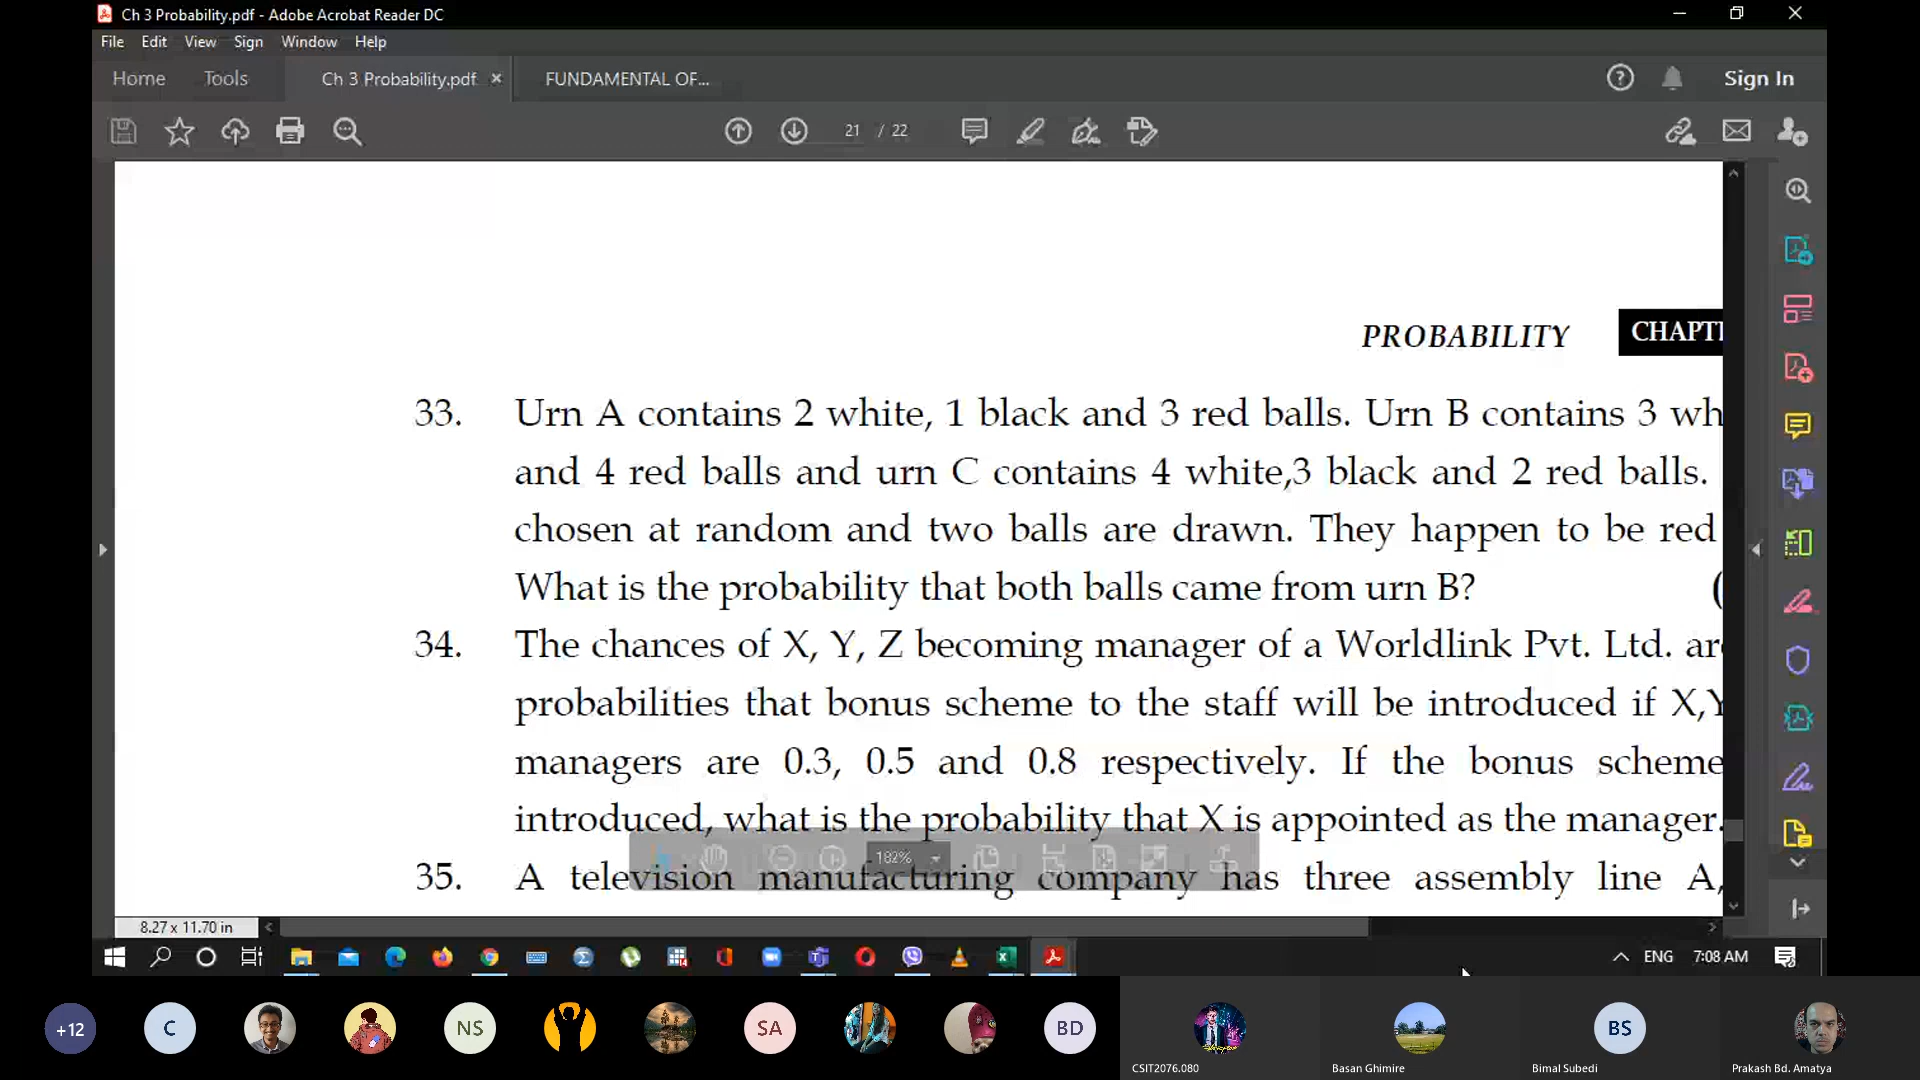 Ch 3 Probability.pdf - Adobe Acrobat Reader DC
File Edit View Sign Window Help
Home Tools Ch 3 Probability.pdf × FUNDAMENTAL OF... Sign In
21 / 22
PROBABILITY CHAPT
33. Urn A contains 2 white, 1 black and 3 red balls. Urn B contains 3 wh
and 4 red balls and urn C contains 4 white,3 black and 2 red balls.
chosen at random and two balls are drawn. They happen to be red
What is the probability that both balls came from urn B? (
34. The chances of X, Y, Z becoming manager of a Worldlink Pvt. Ltd. are
probabilities that bonus scheme to the staff will be introduced if X,Y
managers are 0.3, 0.5 and 0.8 respectively. If the bonus scheme
introduced, what is the probability that X is appointed as the manager.
182%
35. A television manufacturing company has three assembly line A,
8.27 x 11.70 in
ENG 7:08 AM
+12 C NS SA BD BS
CSIT2076.080 Basan Ghimire Bimal Subedi Prakash Bd. Amatya